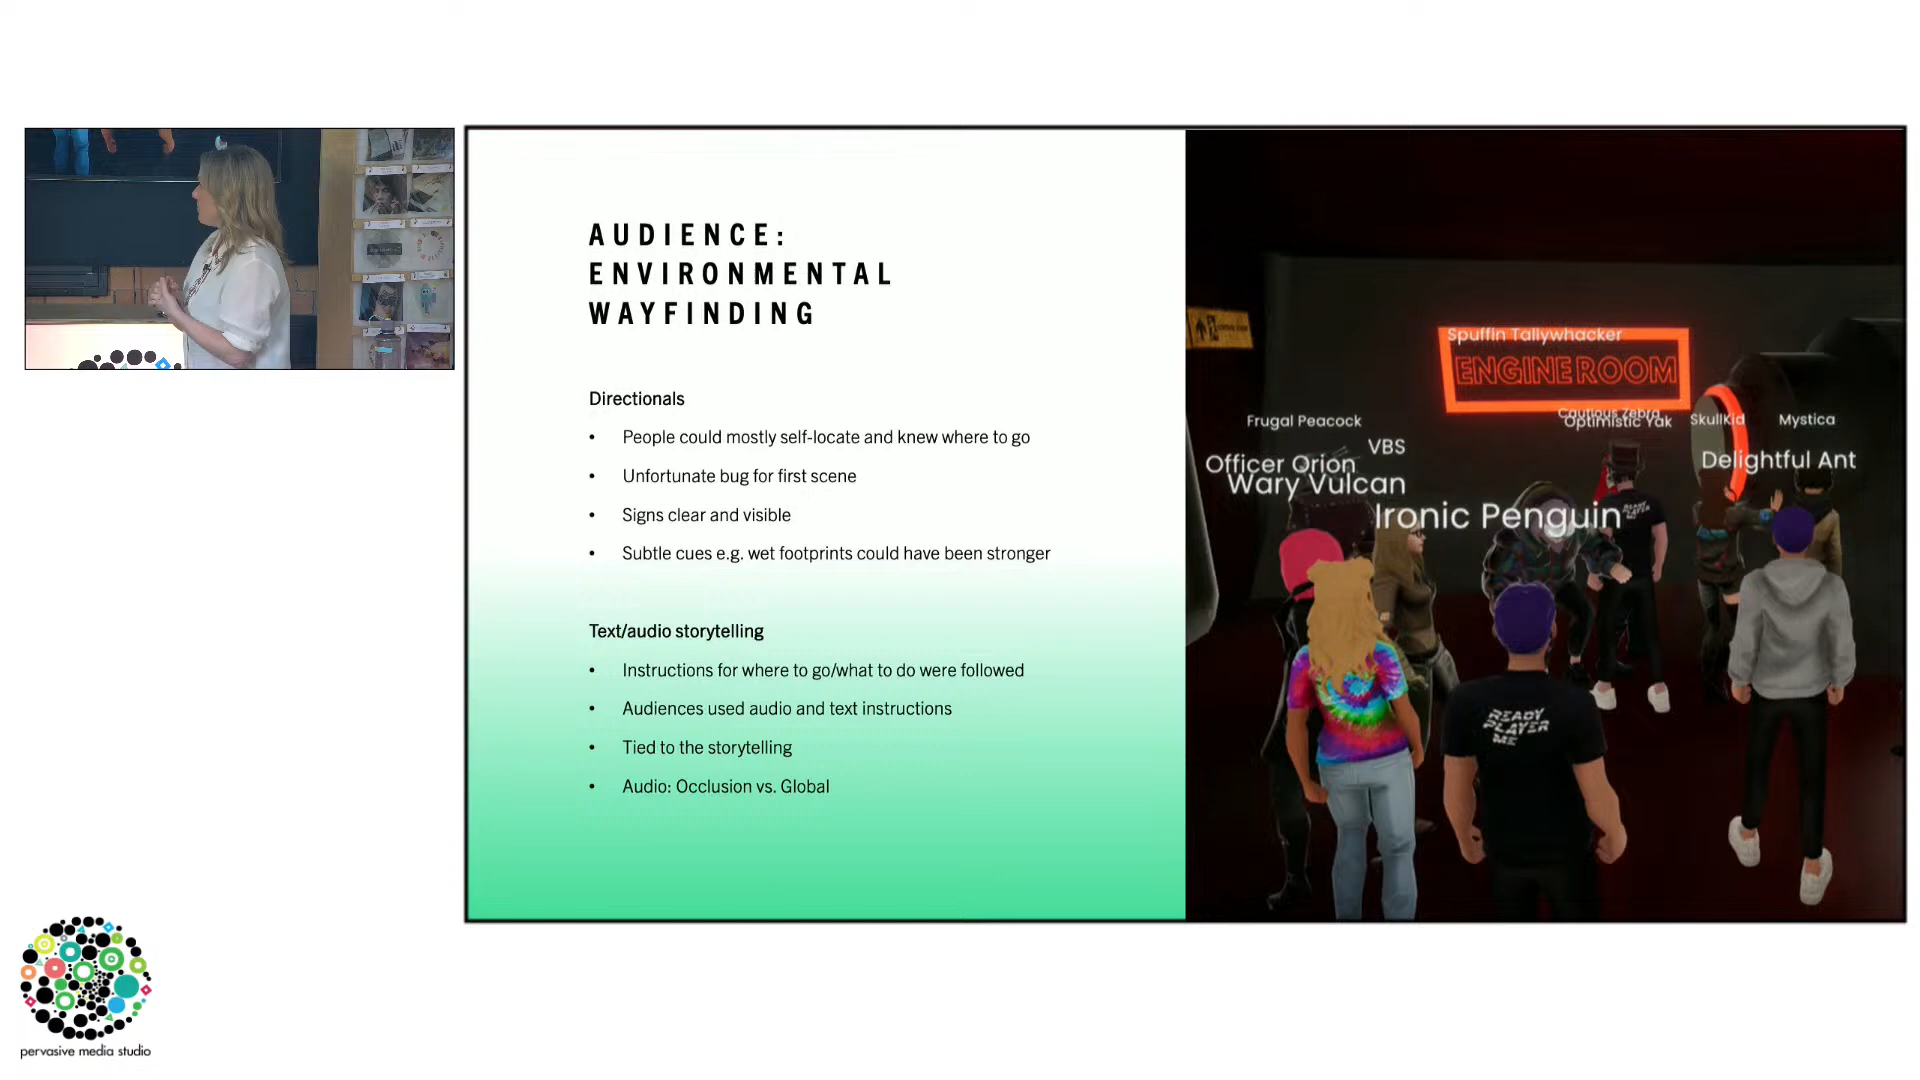 AUDIENCE:
ENVIRONMENTAL
WAYFINDING
Directionals
• People could mostly self-locate and knew where to go
• Unfortunate bug for first scene
• Signs clear and visible
• Subtle cues e.g. wet footprints could have been stronger
Text/audio storytelling
• Instructions for where to go/what to do were followed
• Audiences used audio and text instructions
• Tied to the storytelling
• Audio: Occlusion vs. Global
Spuffin Tallywhacker
ENGINE ROOM
Frugal Peacock
Cautious Zebra
Optimistic Yak
SkullKid
Mystica
VBS
Officer Orion
Delightful Ant
Wary Vulcan
Ironic Penguin
READY
PLAYER
ME
READY
PLAYER
ME
pervasive media studio